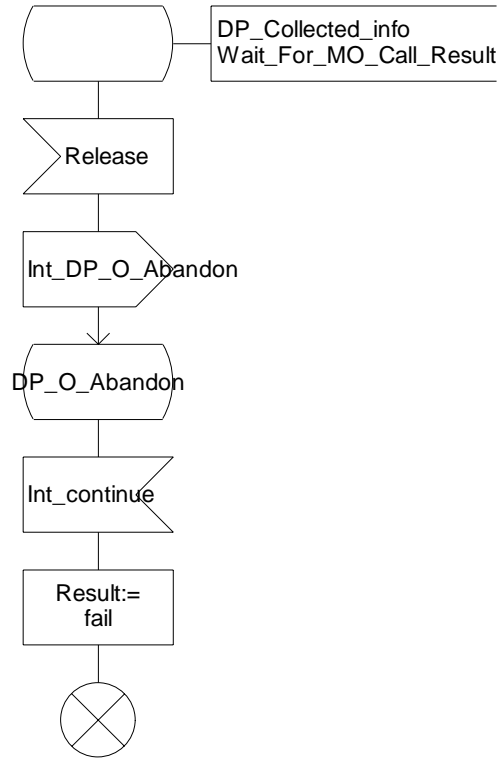 DP_Collected_info
Wait_For_MO_Call_Result
Release
Int_DP_O_Abandon
DP_O_Abandon
Int_continue
Result:=
fail